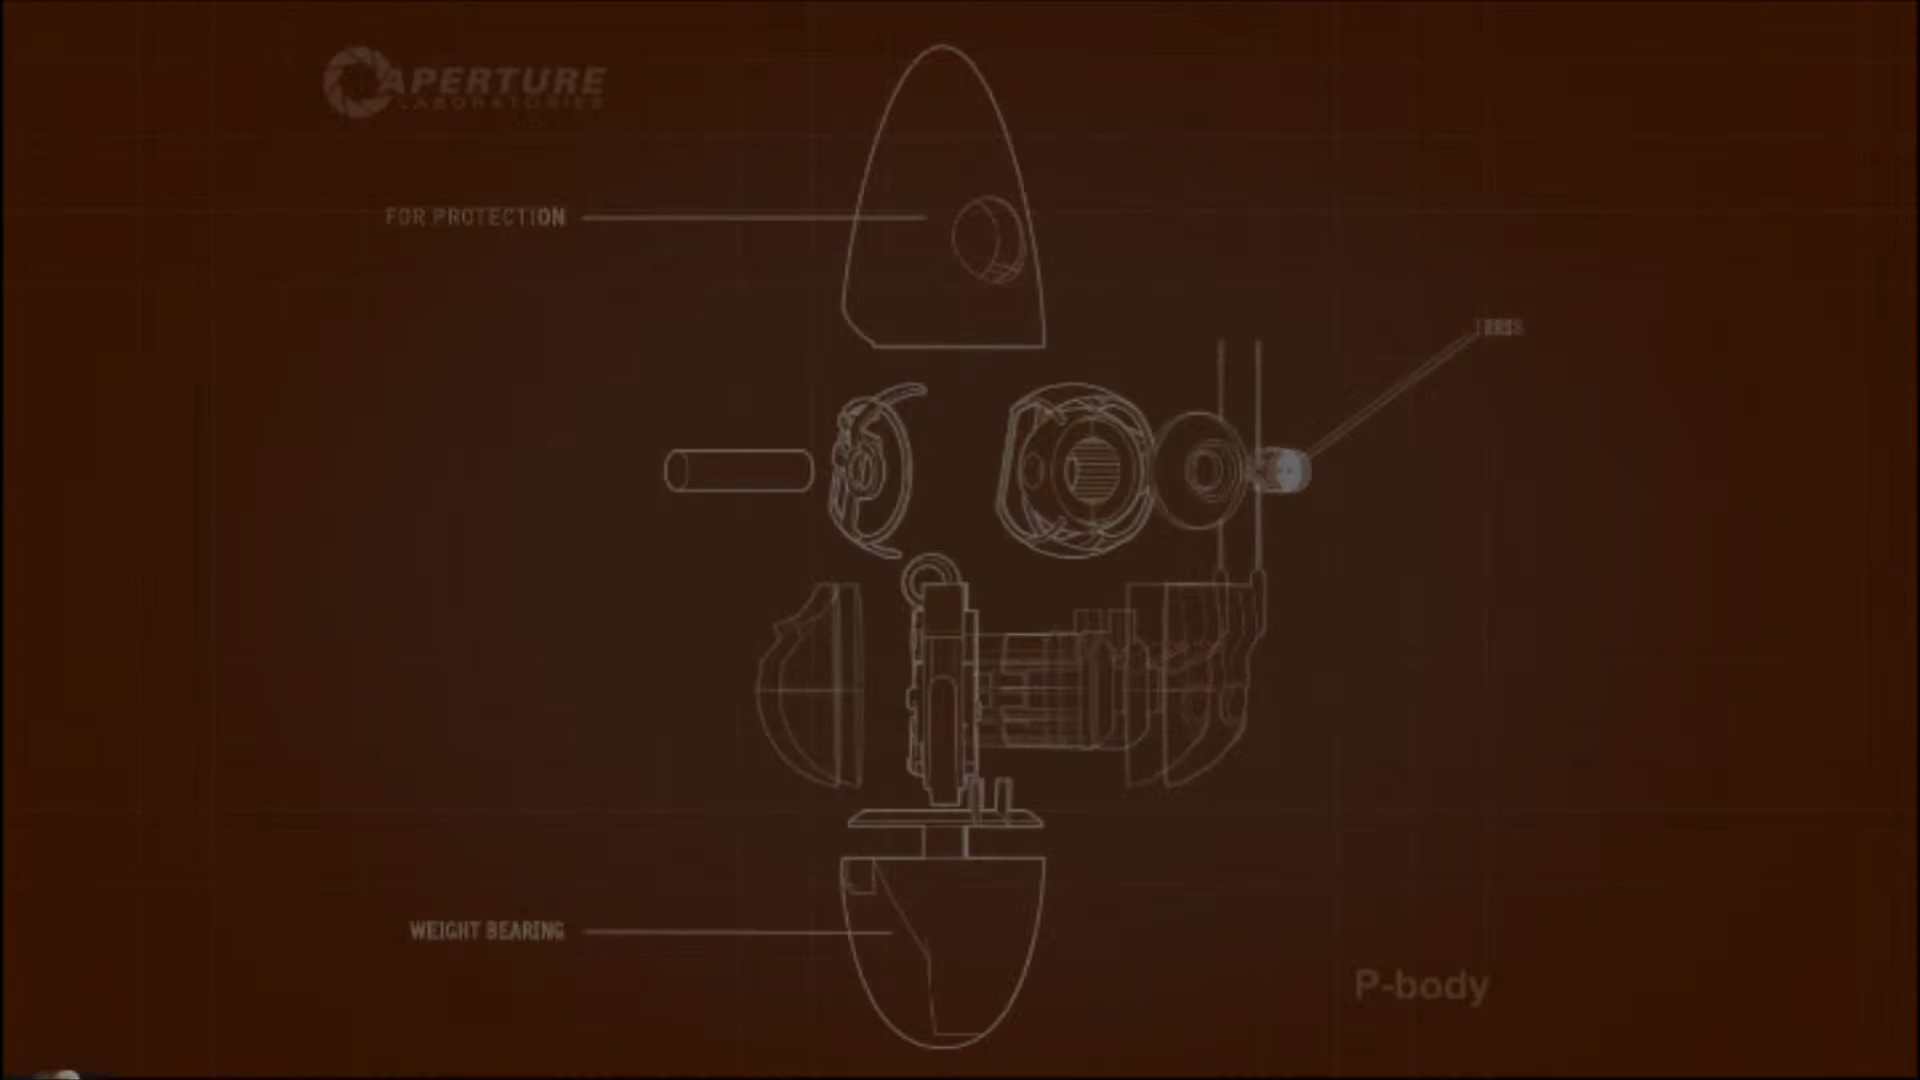 APERTURE
LABORATORIES
FOR PROTECTION
WEIGHT BEARING
P-body